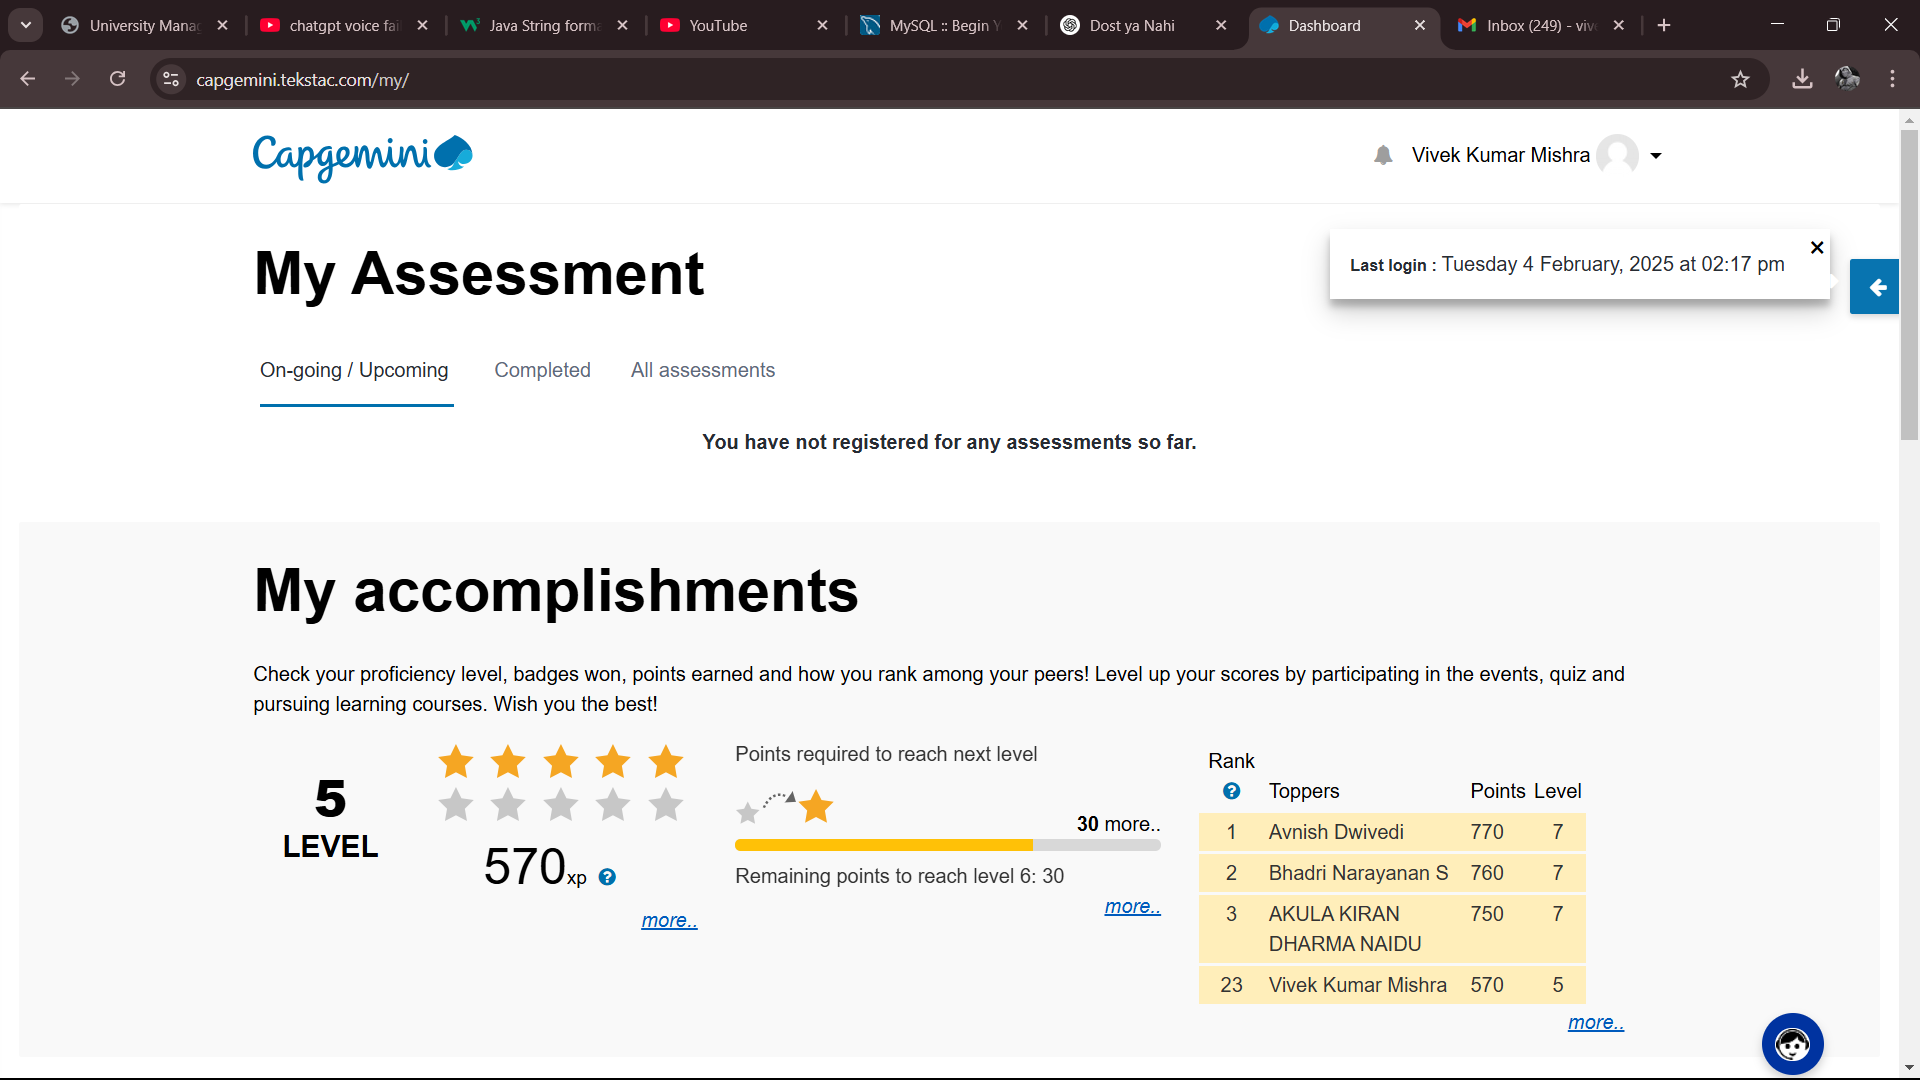 University Mana
chatgpt voice fai
Java String forma
YouTube
MySQL :: Begin Y
Dost ya Nahi
Dashboard
Inbox (249) - viv
capgemini.tekstac.com/my/
Capgemini
Vivek Kumar Mishra
My Assessment
Last login : Tuesday 4 February, 2025 at 02:17 pm
On-going / Upcoming
Completed
All assessments
You have not registered for any assessments so far.
My accomplishments
Check your proficiency level, badges won, points earned and how you rank among your peers! Level up your scores by participating in the events, quiz and
pursuing learning courses. Wish you the best!
5
LEVEL
570xp ?
more..
Points required to reach next level
30 more..
Remaining points to reach level 6: 30
more..
Rank
? Toppers Points Level
1 Avnish Dwivedi 770 7
2 Bhadri Narayanan S 760 7
3 AKULA KIRAN 750 7
DHARMA NAIDU
23 Vivek Kumar Mishra 570 5
more..